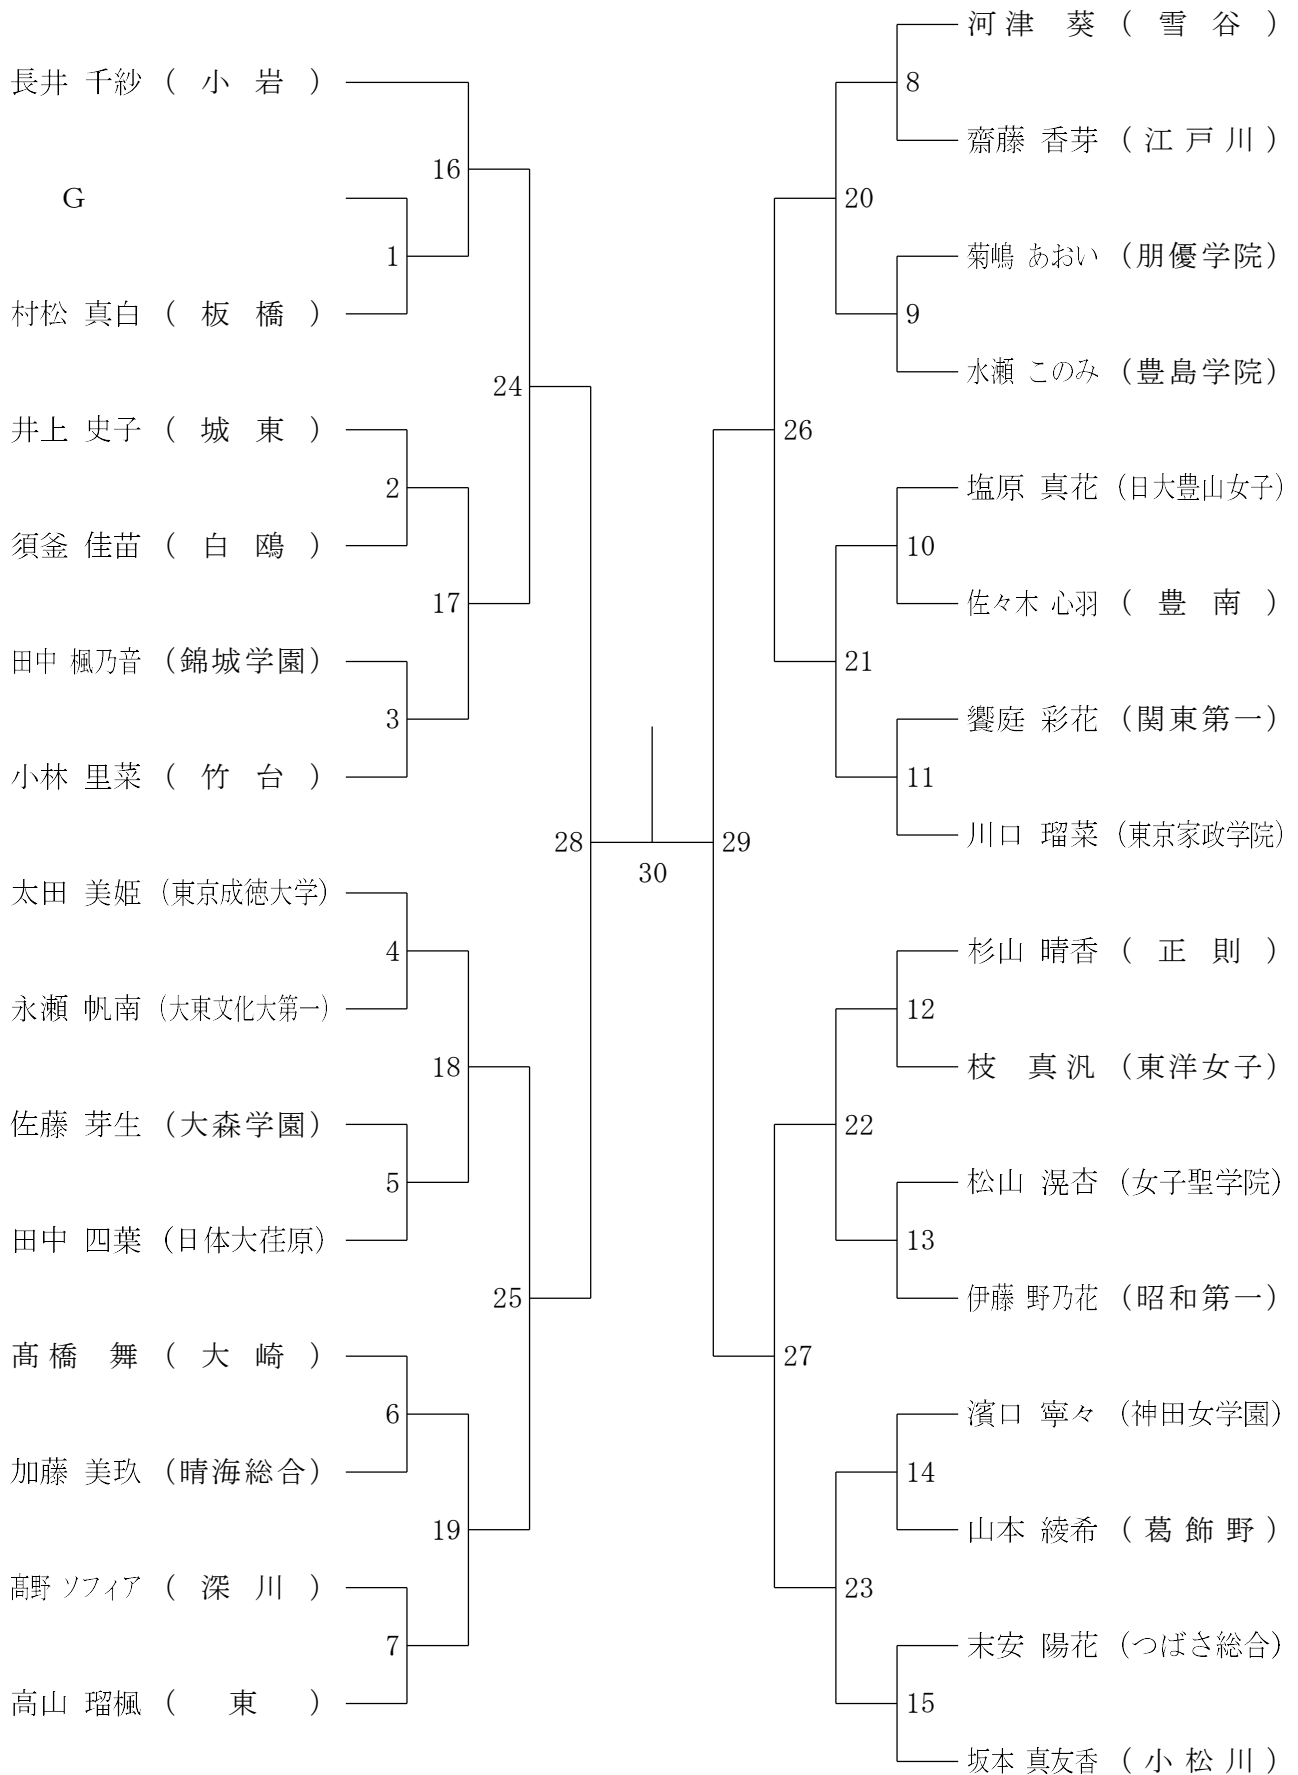 長井 千紗 (小岩)
16
G
1
村松 真白 (板橋)
24
井上 史子 (城東)
2
須釜 佳苗 (白鴎)
17
田中 楓乃音 (錦城学園)
3
小林 里菜 (竹台)
28
太田 美姫 (東京成徳大学)
4
永瀬 帆南 (大東文化大第一)
18
佐藤 芽生 (大森学園)
5
田中 四葉 (日体大荏原)
25
髙橋 舞 (大崎)
6
加藤 美玖 (晴海総合)
19
髙野 ソフィア (深川)
7
高山 瑠楓 (東)
30
河津 葵 (雪谷)
8
齋藤 香芽 (江戸川)
20
菊嶋 あおい (朋優学院)
9
水瀬 このみ (豊島学院)
26
塩原 真花 (日大豊山女子)
10
佐々木 心羽 (豊南)
21
饗庭 彩花 (関東第一)
11
川口 瑠菜 (東京家政学院)
29
杉山 晴香 (正則)
12
枝 真汎 (東洋女子)
22
松山 滉杏 (女子聖学院)
13
伊藤 野乃花 (昭和第一)
27
濱口 寧々 (神田女学園)
14
山本 綾希 (葛飾野)
23
末安 陽花 (つばさ総合)
15
坂本 真友香 (小松川)